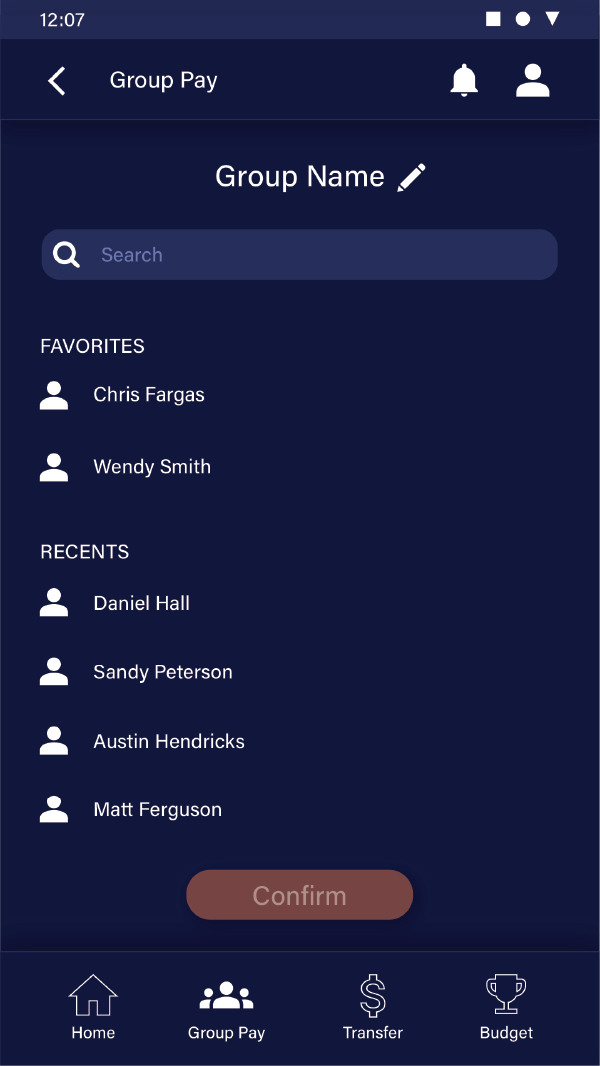 12:07
Group Pay
Group Name
Search
FAVORITES
Chris Fargas
Wendy Smith
RECENTS
Daniel Hall
Sandy Peterson
Austin Hendricks
Matt Ferguson
Confirm
Home Group Pay Transfer Budget